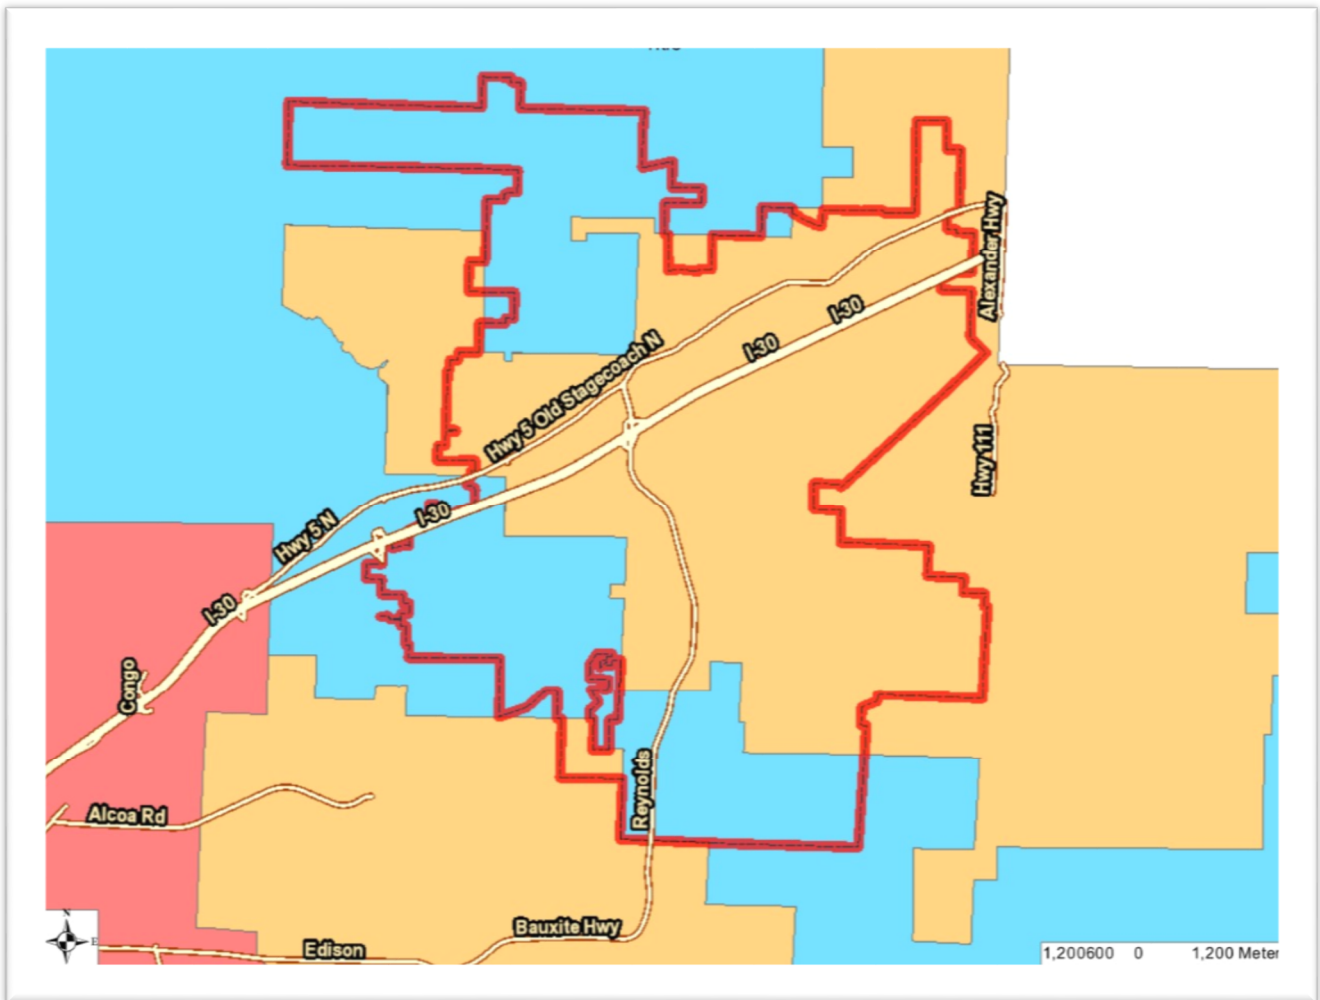 Alexander Hwy
I-30
I-30
Hwy 5 Old Stagecoach N
Hwy 111
I-30
Hwy 5 N
I-30
Congo
Reynolds
Alcoa Rd
Bauxite Hwy
Edison
N
E
1,200600 0 1,200 Meter